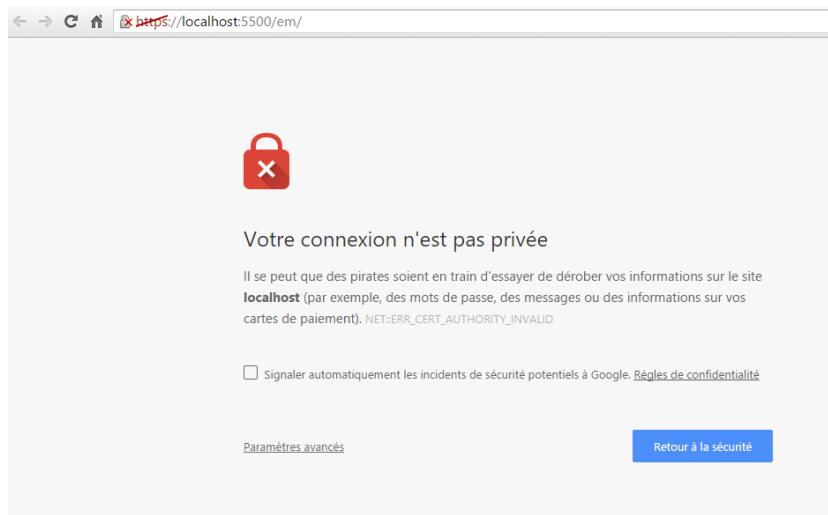 https://localhost:5500/em/
Votre connexion n'est pas privée
Il se peut que des pirates soient en train d'essayer de dérober vos informations sur le site
localhost (par exemple, des mots de passe, des messages ou des informations sur vos
cartes de paiement). NET::ERR_CERT_AUTHORITY_INVALID
Signaler automatiquement les incidents de sécurité potentiels à Google. Règles de confidentialité
Paramètres avancés
Retour à la sécurité